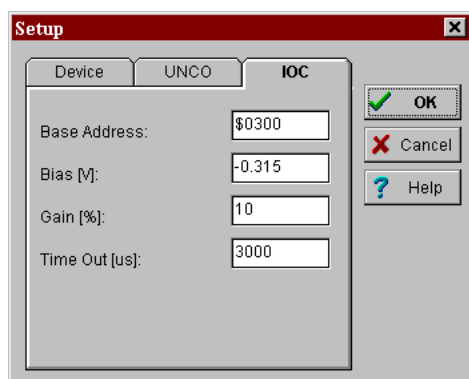 Setup
Device UNCO IOC
Base Address: $0300
Bias [V]: -0.315
Gain [%]: 10
Time Out [us]: 3000
OK
Cancel
Help